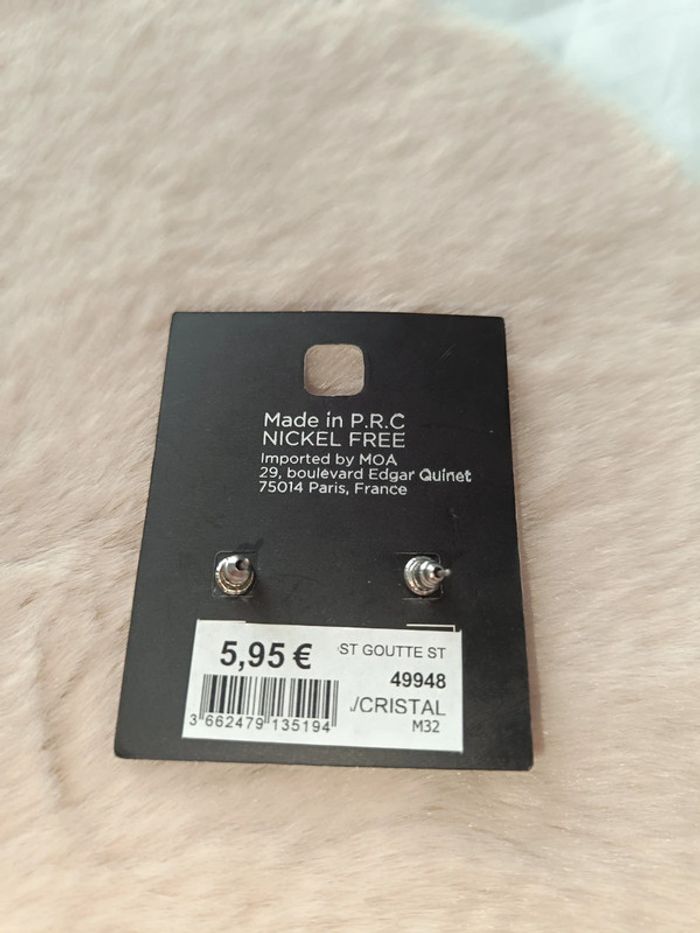 Made in P.R.C
NICKEL FREE
Imported by MOA
29, boulevard Edgar Quinet
75014 Paris, France
5,95 €
ST GOUTTE ST
49948
/CRISTAL
M32
3 662479 135194